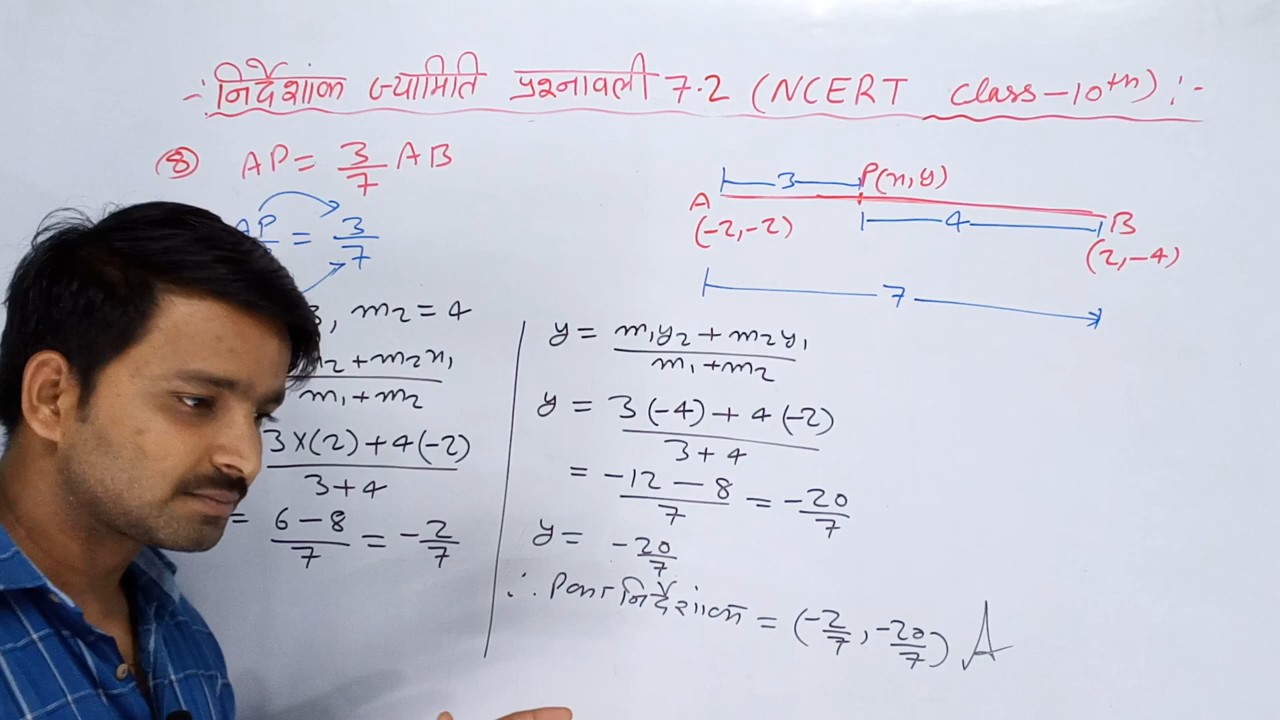 ∴ निर्देशांक ज्यामिति प्रश्नावली 7.2 (NCERT Class-10th) :-
⑧ AP = 3/7 AB
AP = 3/7
, m2 = 4
+ m2x1 / m1 + m2
3×(2) + 4(-2) / 3+4
= 6-8 / 7 = -2/7
3 P(x, y)
A 4 B
(-2,-2) (2,-4)
7
y = m1y2 + m2y1 / m1 + m2
y = 3(-4) + 4(-2) / 3+4
= -12-8 / 7 = -20/7
y = -20/7
∴ P का निर्देशांक = (-2/7, -20/7) A